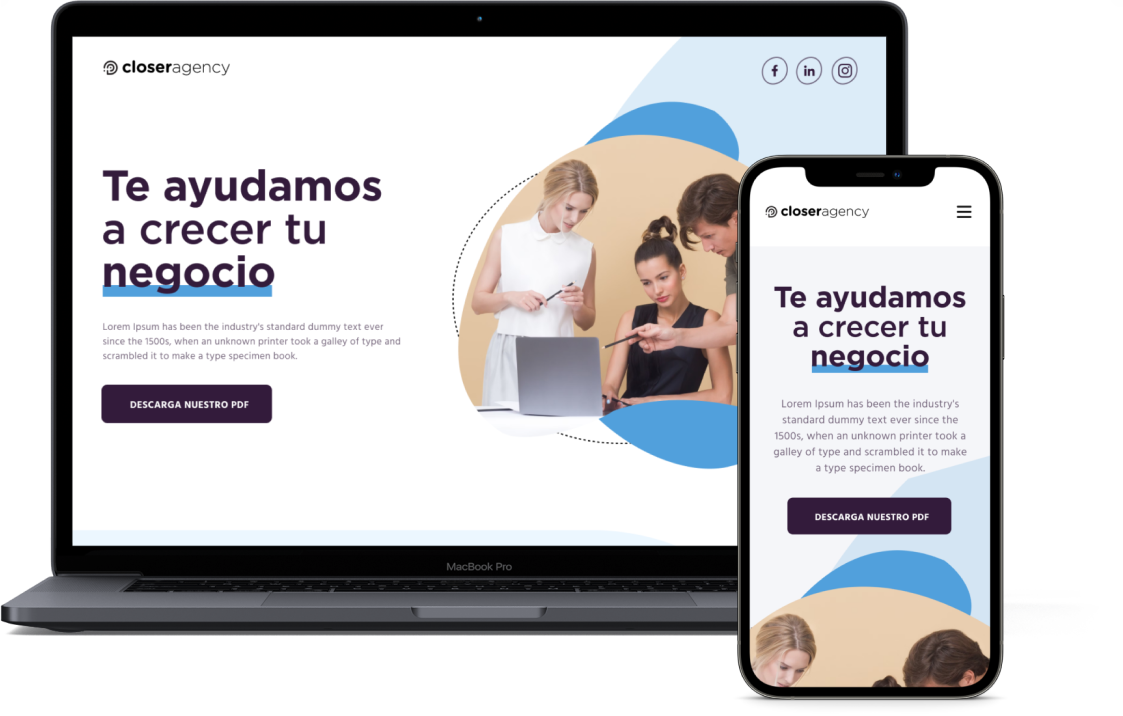 closeragency
Te ayudamos
a crecer tu
negocio
Lorem Ipsum has been the industry's standard dummy text ever
since the 1500s, when an unknown printer took a galley of type and
scrambled it to make a type specimen book.
DESCARGA NUESTRO PDF
MacBook Pro
closeragency
Te ayudamos
a crecer tu
negocio
Lorem Ipsum has been the industry's
standard dummy text ever since the
1500s, when an unknown printer took a
galley of type and scrambled it to make
a type specimen book.
DESCARGA NUESTRO PDF